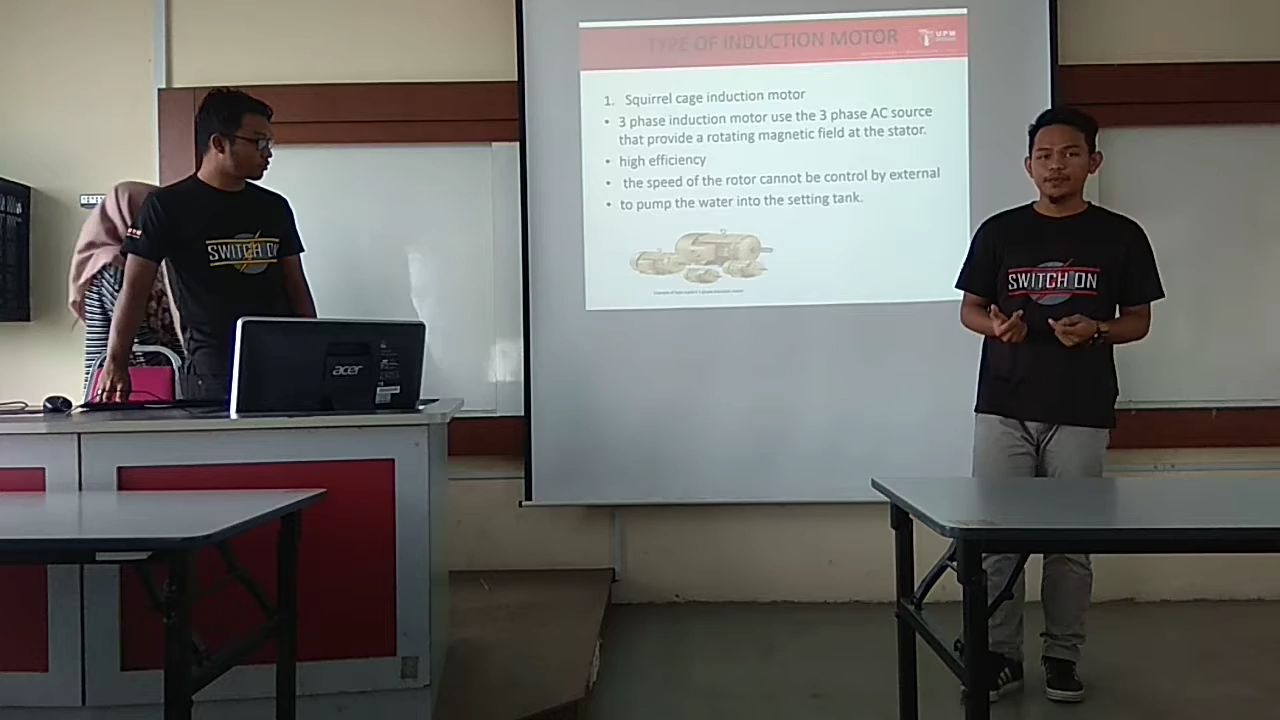 TYPE OF INDUCTION MOTOR
UPM
1. Squirrel cage induction motor
• 3 phase induction motor use the 3 phase AC source
that provide a rotating magnetic field at the stator.
• high efficiency
• the speed of the rotor cannot be control by external
• to pump the water into the setting tank.
SWITCH ON
SWITCH ON
acer